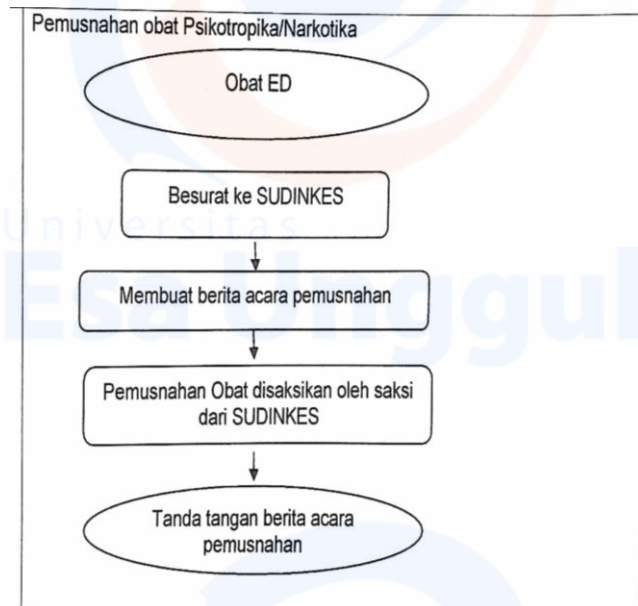 Pemusnahan obat Psikotropika/Narkotika
Obat ED
Besurat ke SUDINKES
Universitas
Esa Unggul
Membuat berita acara pemusnahan
Pemusnahan Obat disaksikan oleh saksi
dari SUDINKES
Tanda tangan berita acara
pemusnahan